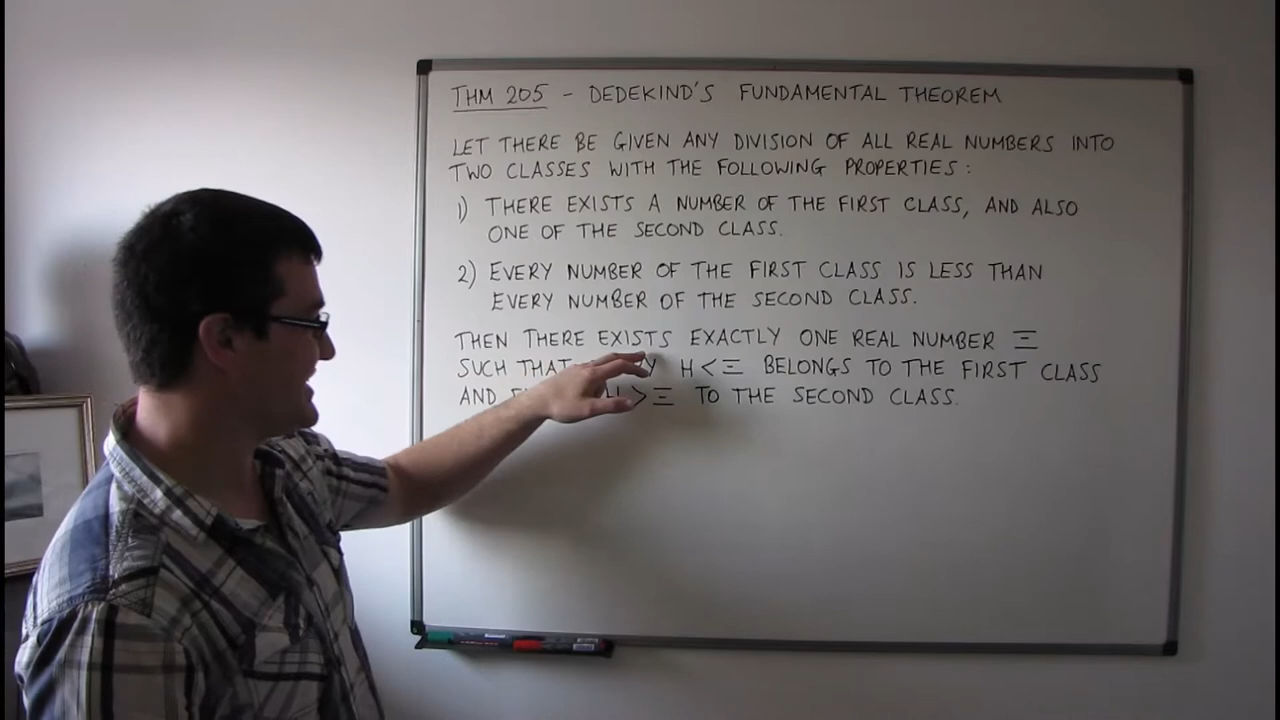 THM 205 - DEDEKIND'S FUNDAMENTAL THEOREM
LET THERE BE GIVEN ANY DIVISION OF ALL REAL NUMBERS INTO
TWO CLASSES WITH THE FOLLOWING PROPERTIES:
1) THERE EXISTS A NUMBER OF THE FIRST CLASS, AND ALSO
ONE OF THE SECOND CLASS.
2) EVERY NUMBER OF THE FIRST CLASS IS LESS THAN
EVERY NUMBER OF THE SECOND CLASS.
THEN THERE EXISTS EXACTLY ONE REAL NUMBER Ξ
SUCH THAT H < Ξ BELONGS TO THE FIRST CLASS
AND H > Ξ TO THE SECOND CLASS.